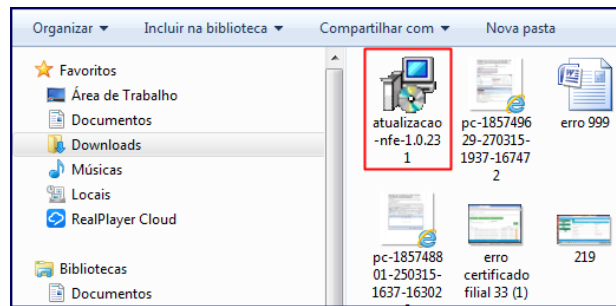 Organizar Incluir na biblioteca Compartilhar com Nova pasta
Favoritos
Área de Trabalho
Documentos
Downloads
Músicas
Locais
RealPlayer Cloud
Bibliotecas
Documentos
atualizacao
-nfe-1.0.23
1
pc-1857496
29-270315-
1937-16747
2
erro 999
pc-1857488
01-250315-
1637-16302
erro
certificado
filial 33 (1)
219